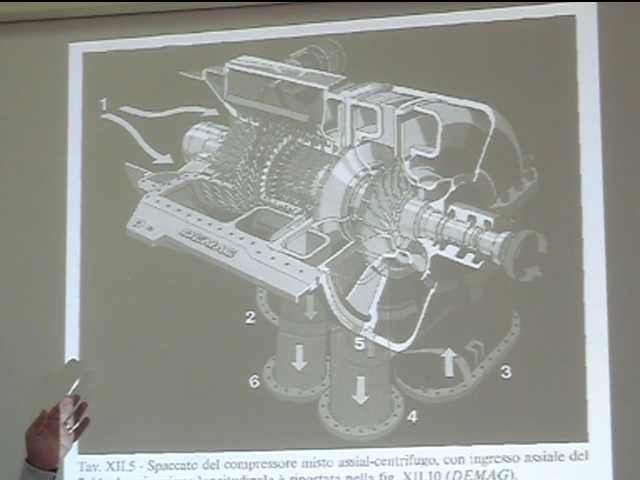 1
DEMAG
2
5
3
6
4
Tav. XII.5 - Spaccato del compressore misto assial-centrifugo, con ingresso assiale del
longitudinale è riportata nella fig. XII.10 (DEMAG).